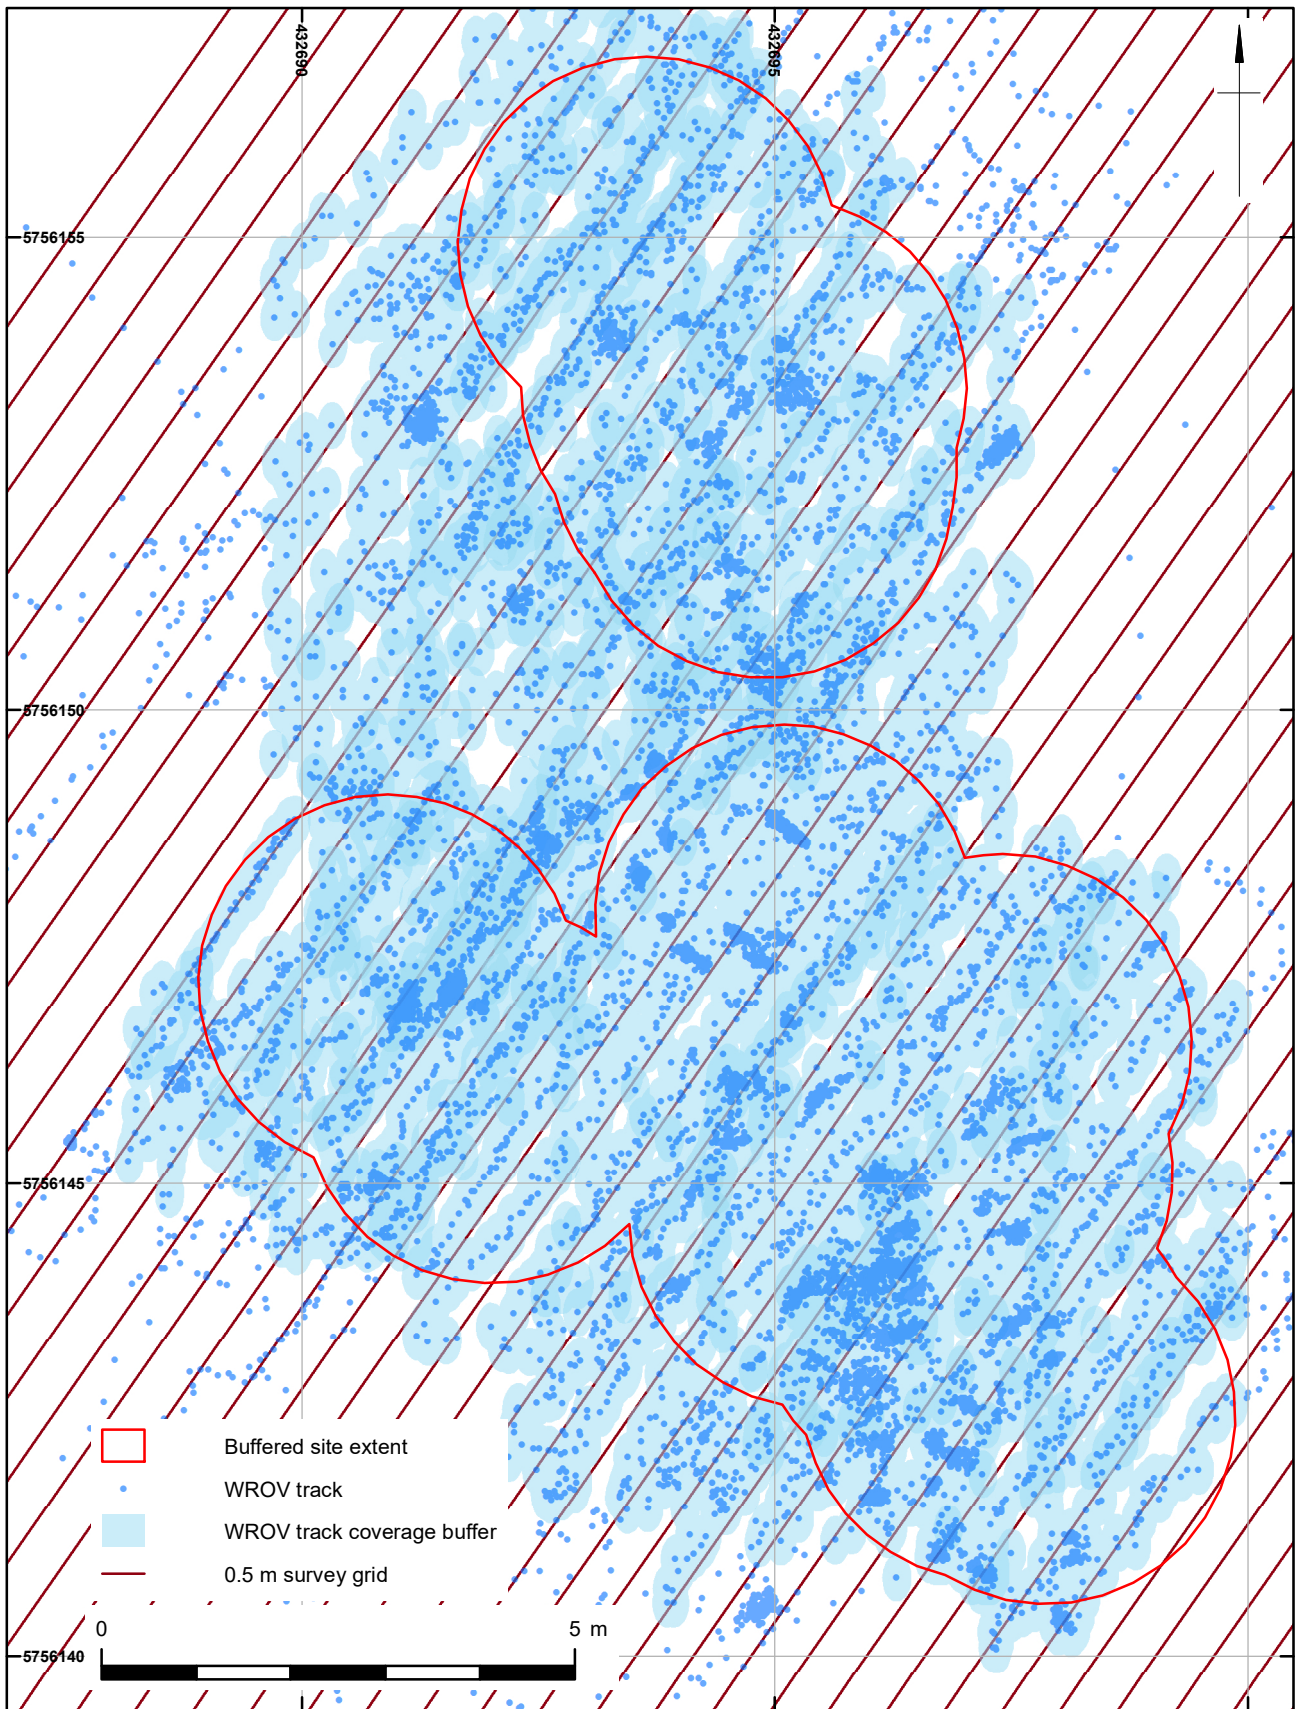 432690
432695
5756155
5756150
5756145
Buffered site extent
WROV track
WROV track coverage buffer
0.5 m survey grid
0
5 m
5756140